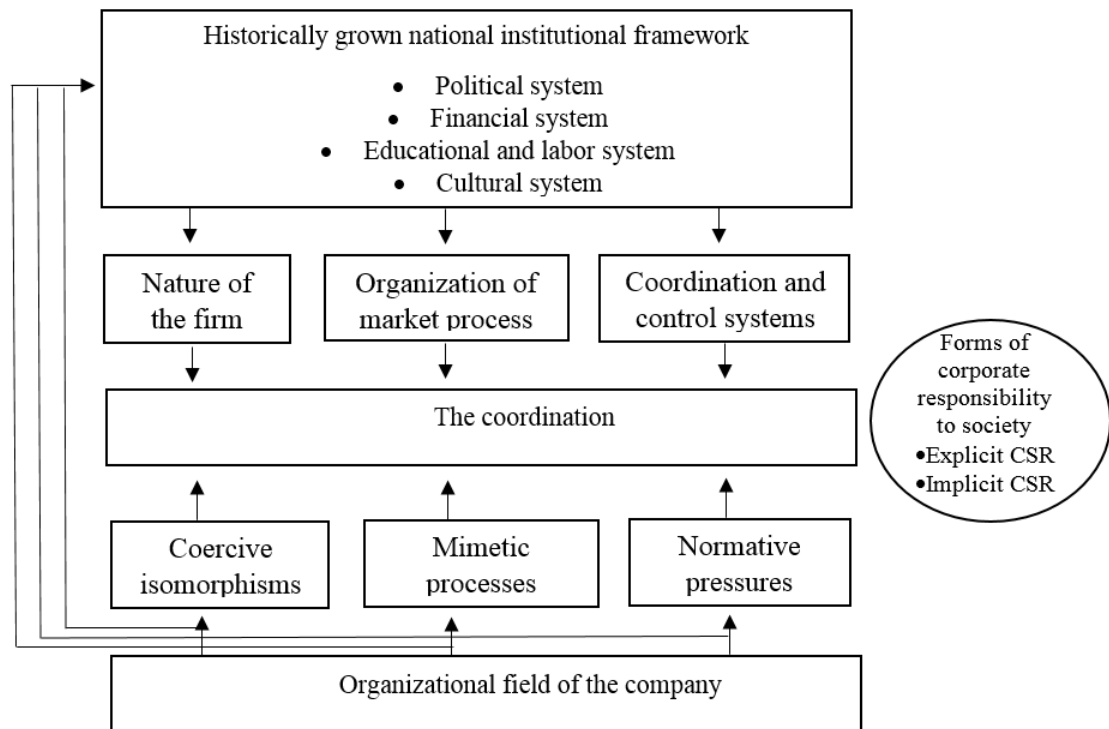 Historically grown national institutional framework
• Political system
• Financial system
• Educational and labor system
• Cultural system
Nature of
the firm
Organization of
market process
Coordination and
control systems
Forms of
corporate
responsibility
to society
•Explicit CSR
•Implicit CSR
The coordination
Coercive
isomorphisms
Mimetic
processes
Normative
pressures
Organizational field of the company